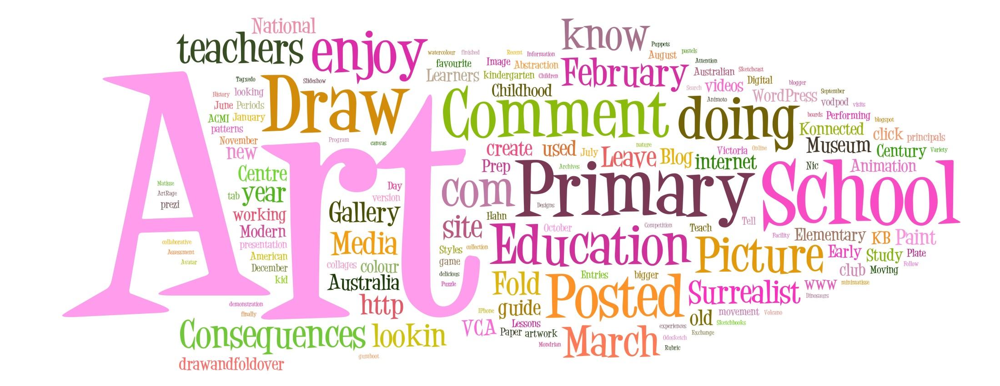 National
teachers
enjoy
know
Puppets
pastels
watercolour
finished
Recent
Information
August
favourite
Image
Abstraction
February
Attention
Learners
kindergarten
Children
Australian
Sketchcast
Tagxedo
Slideshow
Draw
Childhood
Search
videos
Digital
blogger
History
looking
Comment
doing
Animoto
WordPress
September
June
Periods
vodpod
visits
ACMI
January
boards
Performing
patterns
Konnected
blogspot
November
Program
canvas
click
principals
new
create
used
July
nature
Leave
Blog
Victoria
Online
internet
Museum
Century
Variety
Art
Prep
Archives
Primary
Nic
Animation
School
Centre
Matisse
ArtRage
prezi
tab
year
Day
version
com
Designs
Gallery
working
Hahn
site
October
Competition
Teach
Tell
Modern
presentation
Media
Education
Facility
Elementary
KB
Paint
collaborative
Assessment
Avatar
American
December
kid
collages
colour
Styles
collection
game
delicious
Puzzle
Picture
Early
Study
Plate
Follow
club
Moving
Australia
Fold
Entries
bigger
Posted
Surrealist
www
minimatisse
Dinosaurs
http
demonstration
finally
IPhone
guide
old
movement
Volcano
Sketchbooks
Consequences
lookin
VCA
Lessons
Paper
artwork
Mondrian
March
experiences
Odosketch
Rubric
Exchange
gumboot
drawandfoldover